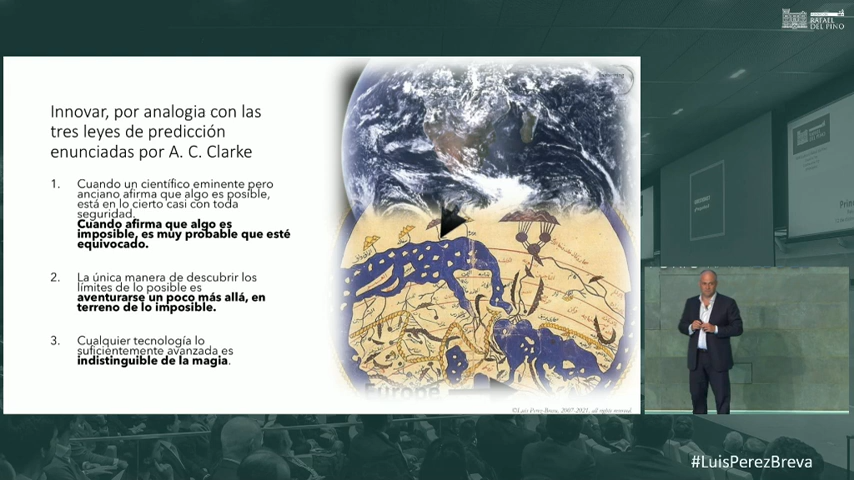 RAFAEL
DEL PINO
Innovar, por analogia con las
tres leyes de predicción
enunciadas por A. C. Clarke
1. Cuando un científico eminente pero
anciano afirma que algo es posible,
está en lo cierto casi con toda
seguridad.
Cuando afirma que algo es
imposible, es muy probable que esté
equivocado.
2. La única manera de descubrir los
límites de lo posible es
aventurarse un poco más allá, en
terreno de lo imposible.
3. Cualquier tecnología lo
suficientemente avanzada es
indistinguible de la magia.
Europe
©Luis Perez-Breva, 2007-2021, all rights reserved
#LuisPerezBreva